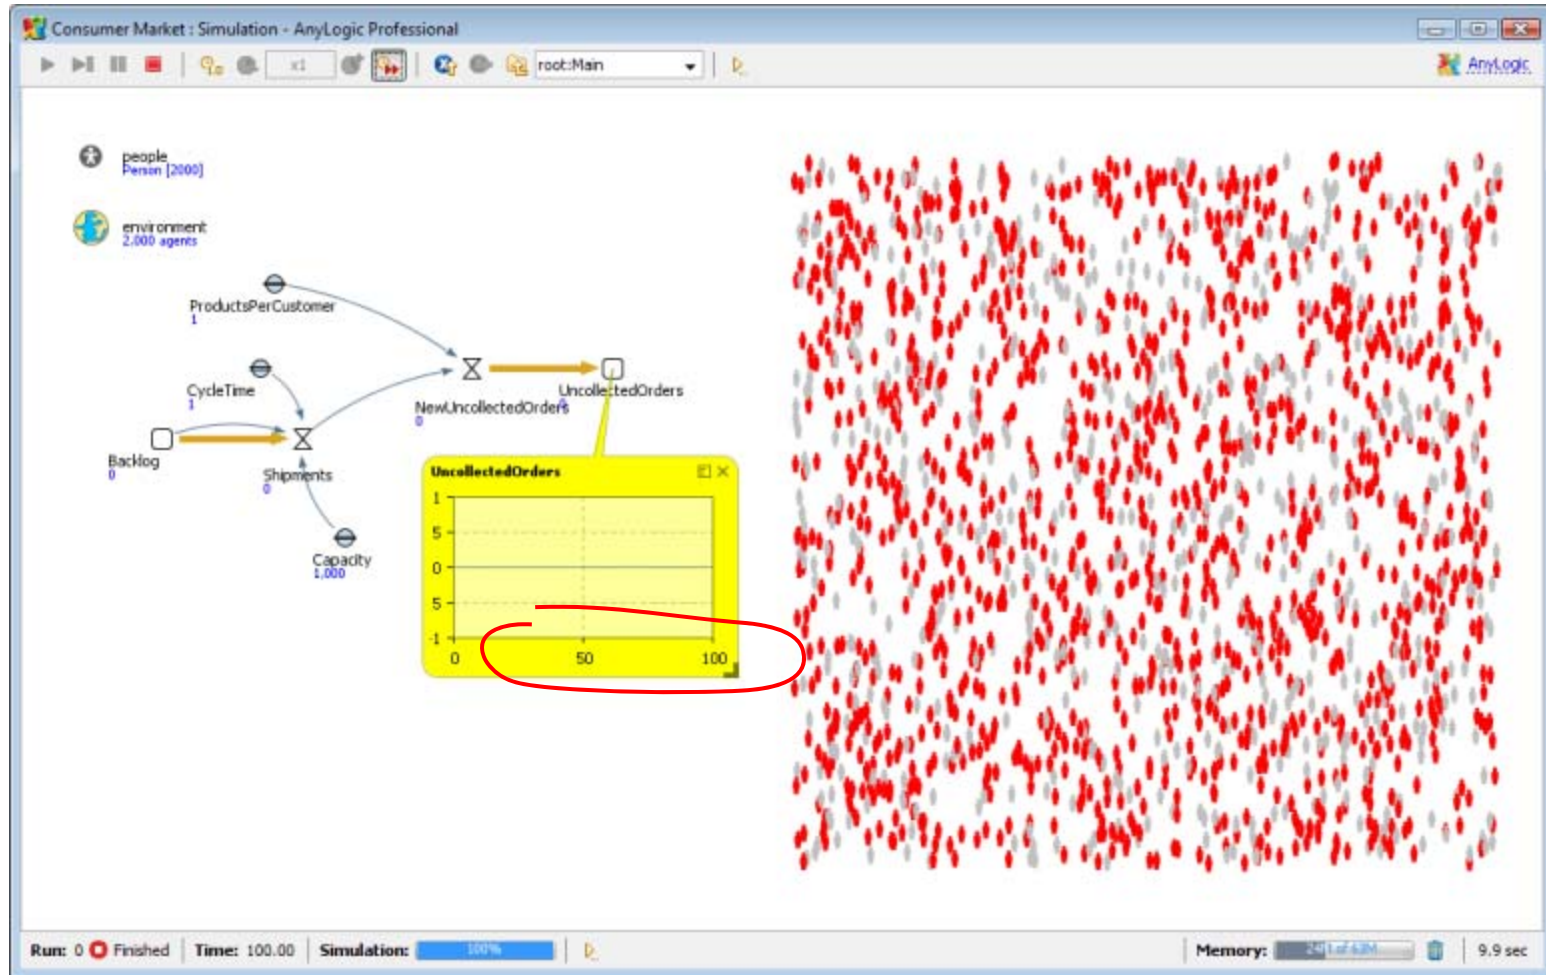 Consumer Market : Simulation - AnyLogic Professional
x1
root:Main
AnyLogic
people
Person [2000]
environment
2,000 agents
ProductsPerCustomer
1
CycleTime
1
UncollectedOrders
0
NewUncollectedOrders
0
Backlog
0
Shipments
0
Capacity
1,000
UncollectedOrders
1
5
0
5
-1
0 50 100
Run: 0 Finished Time: 100.00 Simulation: 100% Memory: 9.9 sec